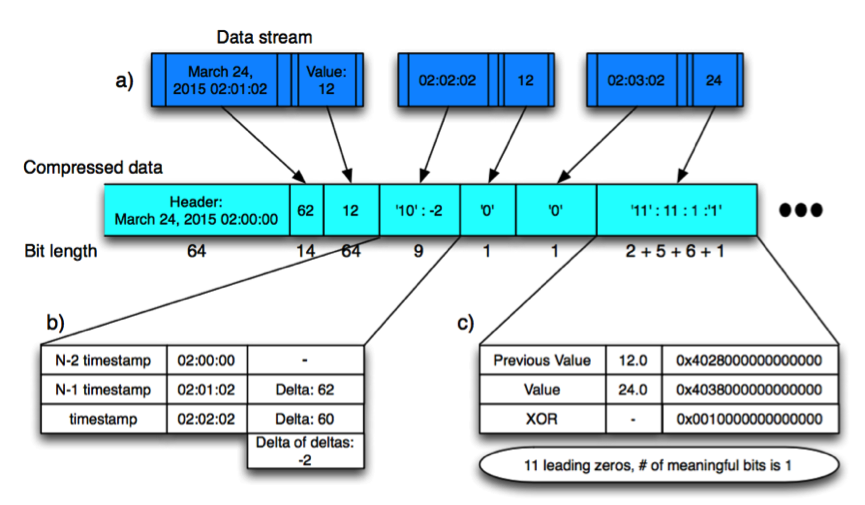 Data stream
a)
March 24,
2015 02:01:02
Value:
12
02:02:02
12
02:03:02
24
Compressed data
Header:
March 24, 2015 02:00:00
62
12
'10' : -2
'0'
'0'
'11' : 11 : 1 :'1'
Bit length
64
14
64
9
1
1
2 + 5 + 6 + 1
b)
N-2 timestamp 02:00:00 -
N-1 timestamp 02:01:02 Delta: 62
timestamp 02:02:02 Delta: 60
Delta of deltas:
-2
c)
Previous Value 12.0 0x4028000000000000
Value 24.0 0x4038000000000000
XOR - 0x0010000000000000
11 leading zeros, # of meaningful bits is 1